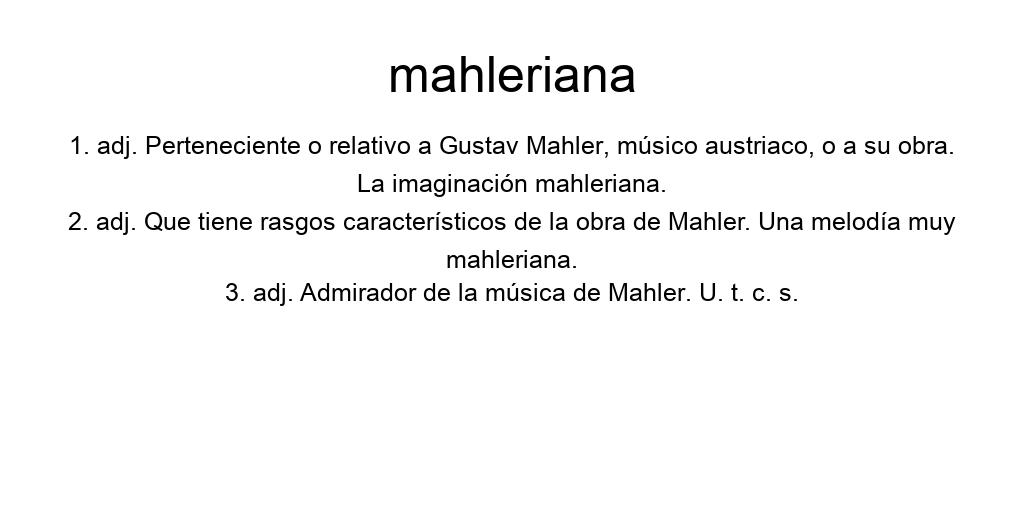 mahleriana
1. adj. Perteneciente o relativo a Gustav Mahler, músico austriaco, o a su obra.
La imaginación mahleriana.
2. adj. Que tiene rasgos característicos de la obra de Mahler. Una melodía muy
mahleriana.
3. adj. Admirador de la música de Mahler. U. t. c. s.